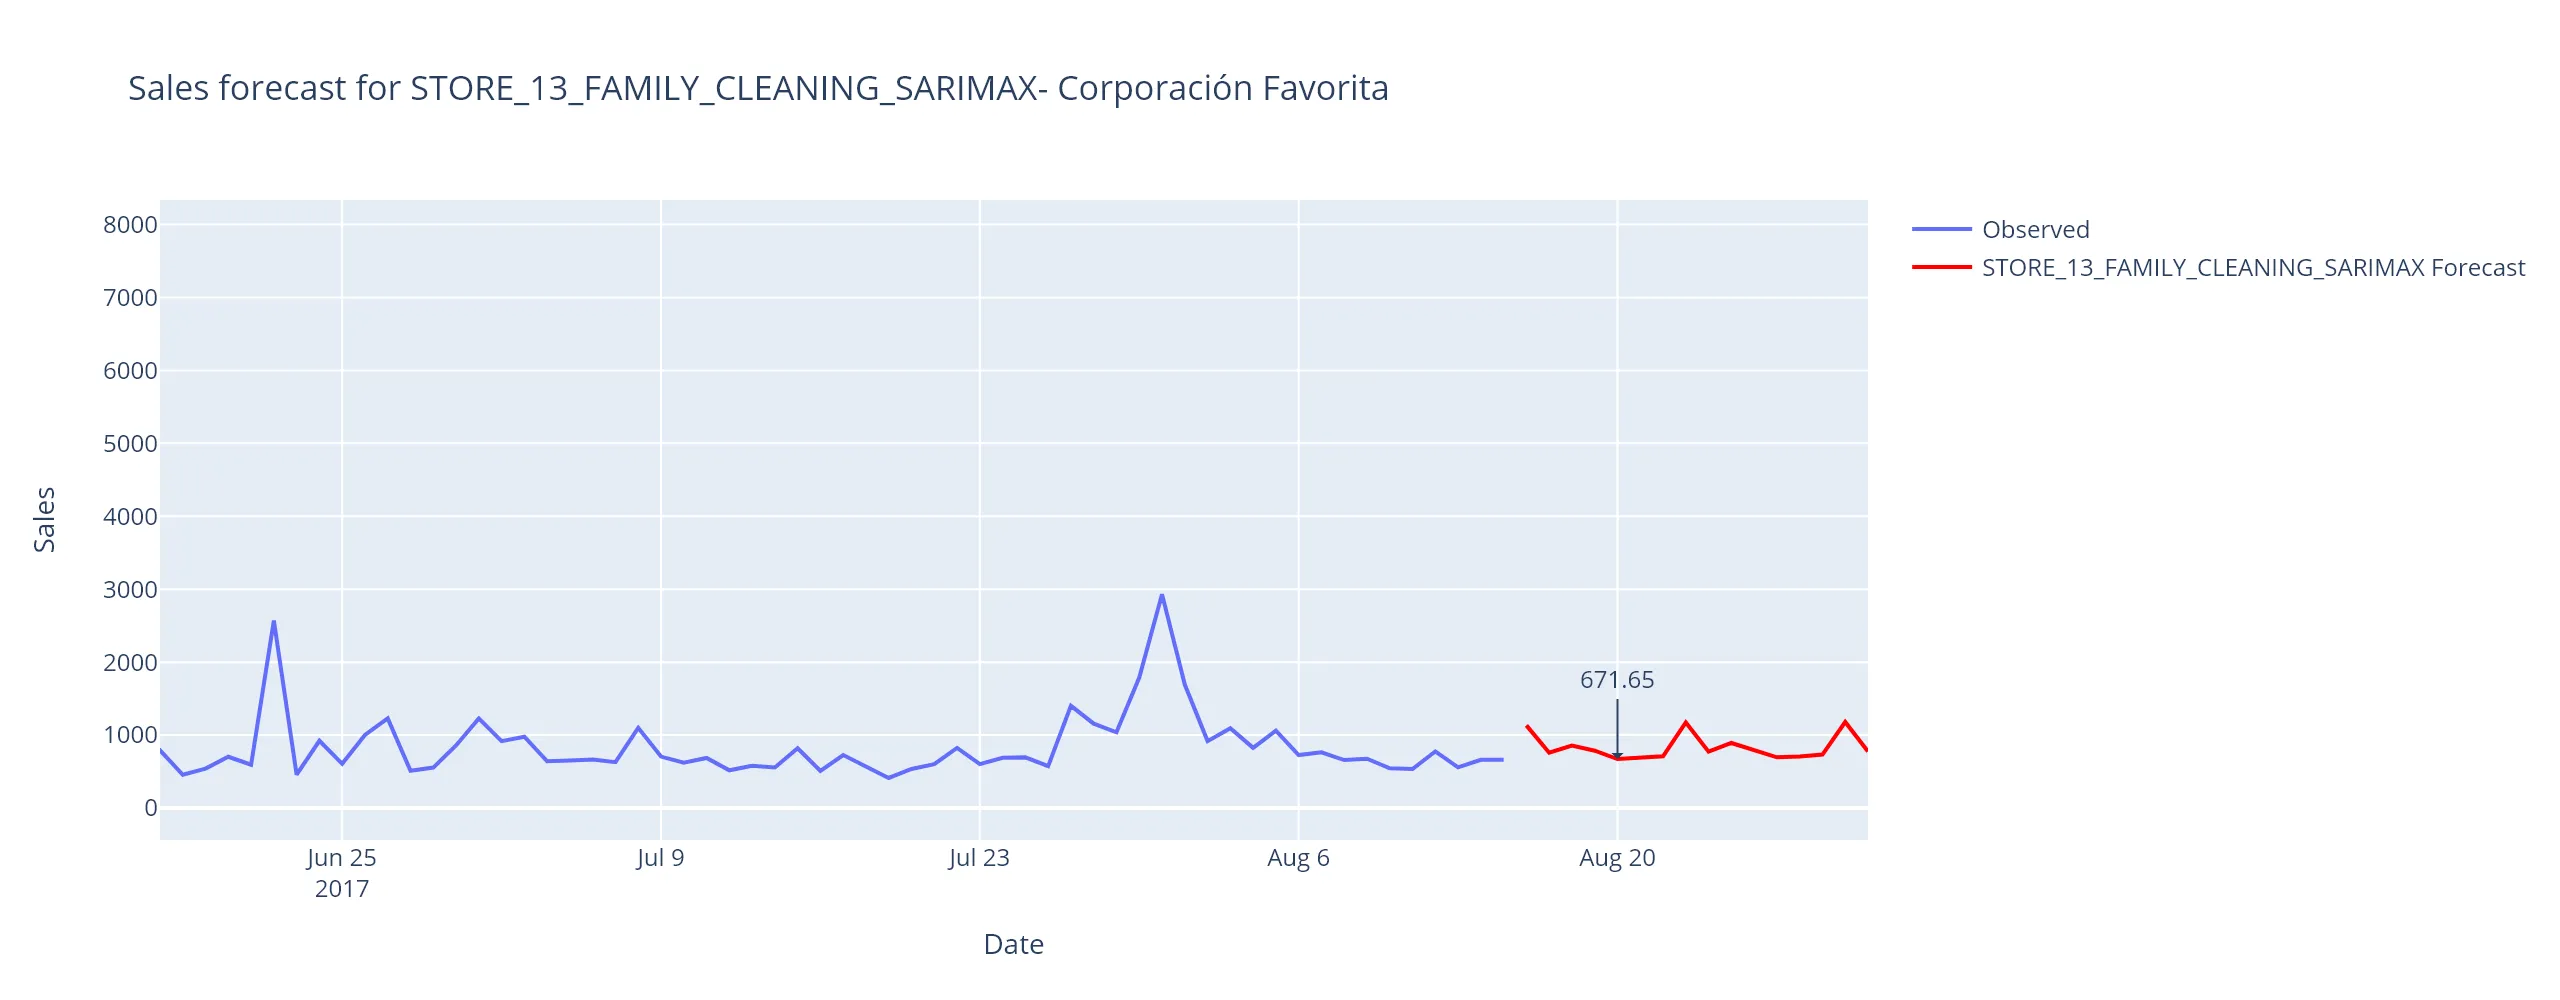 Sales forecast for STORE_13_FAMILY_CLEANING_SARIMAX- Corporación Favorita
Observed
STORE_13_FAMILY_CLEANING_SARIMAX Forecast
8000
7000
6000
5000
4000
3000
2000
1000
0
Sales
671.65
Jun 25
2017
Jul 9
Jul 23
Aug 6
Aug 20
Date